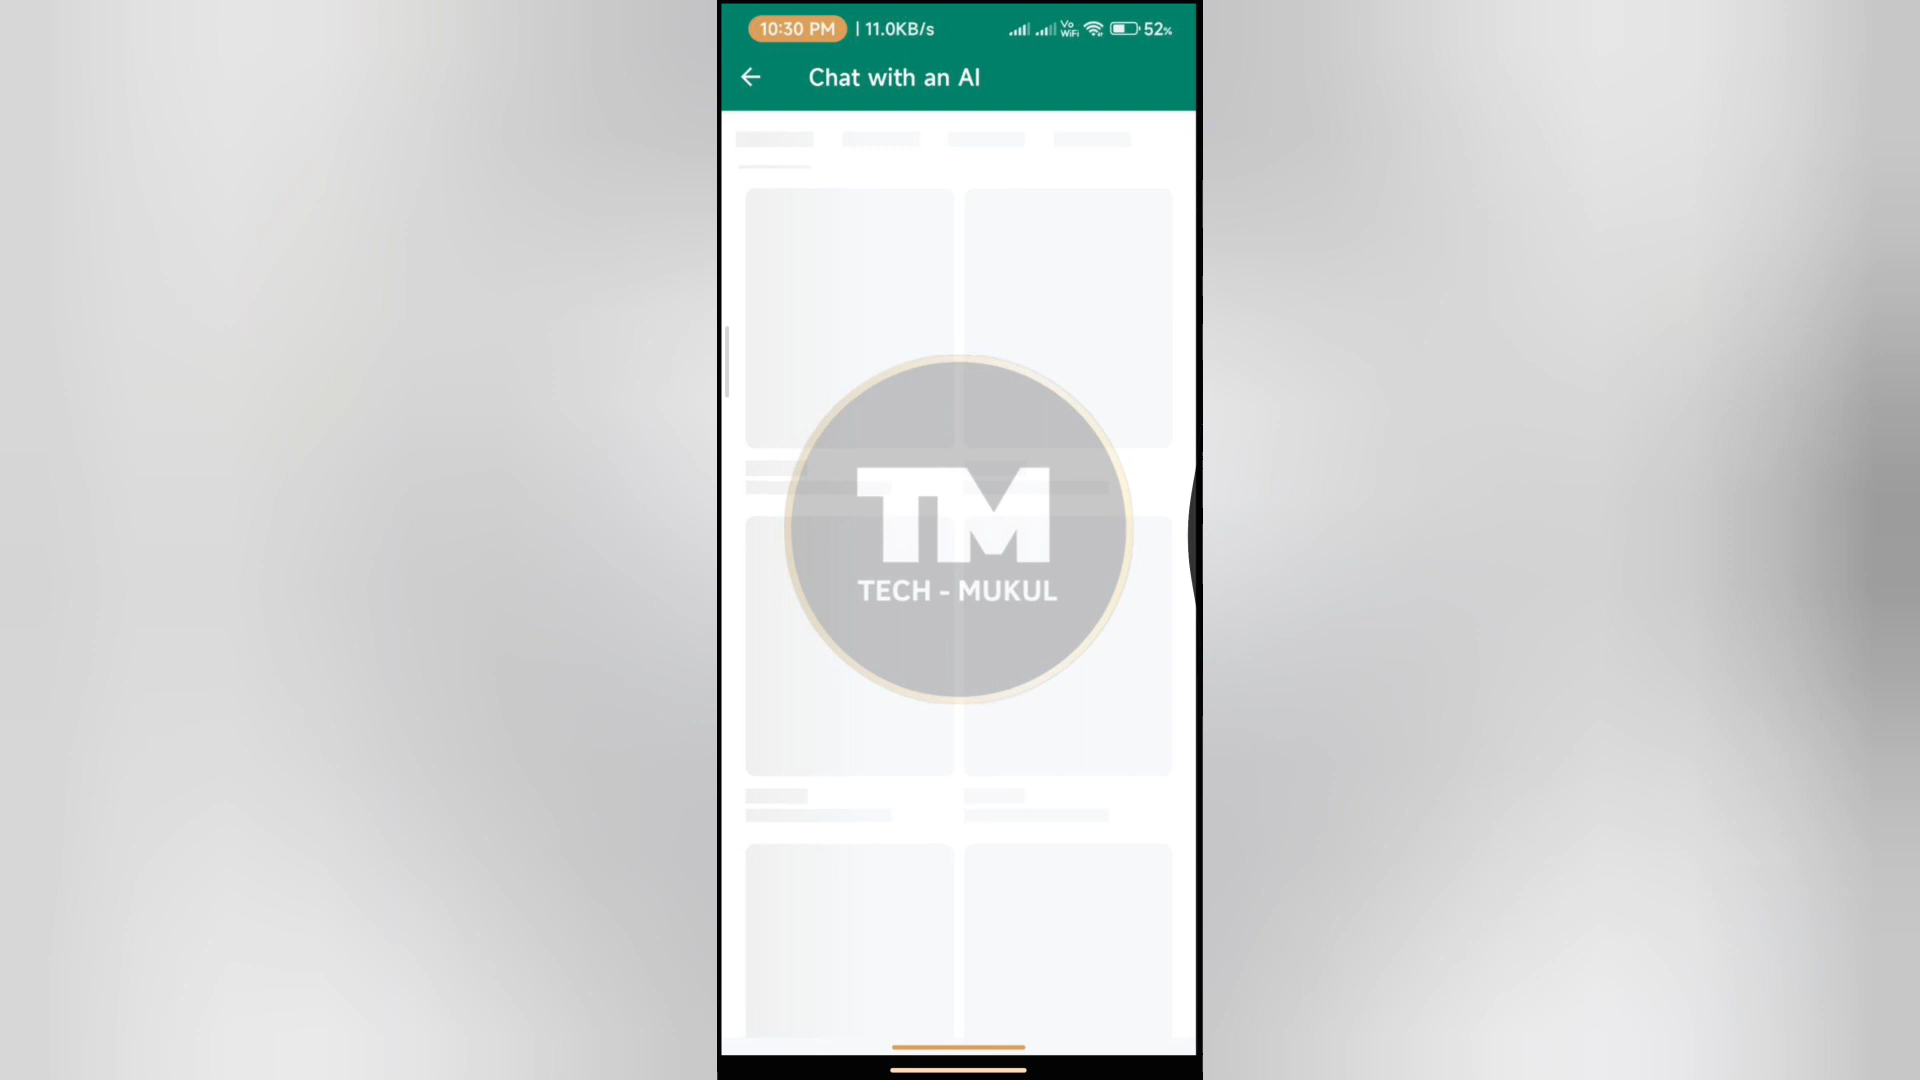 10:30 PM | 11.0KB/s Vo WiFi 52%
Chat with an AI
TM
TECH - MUKUL